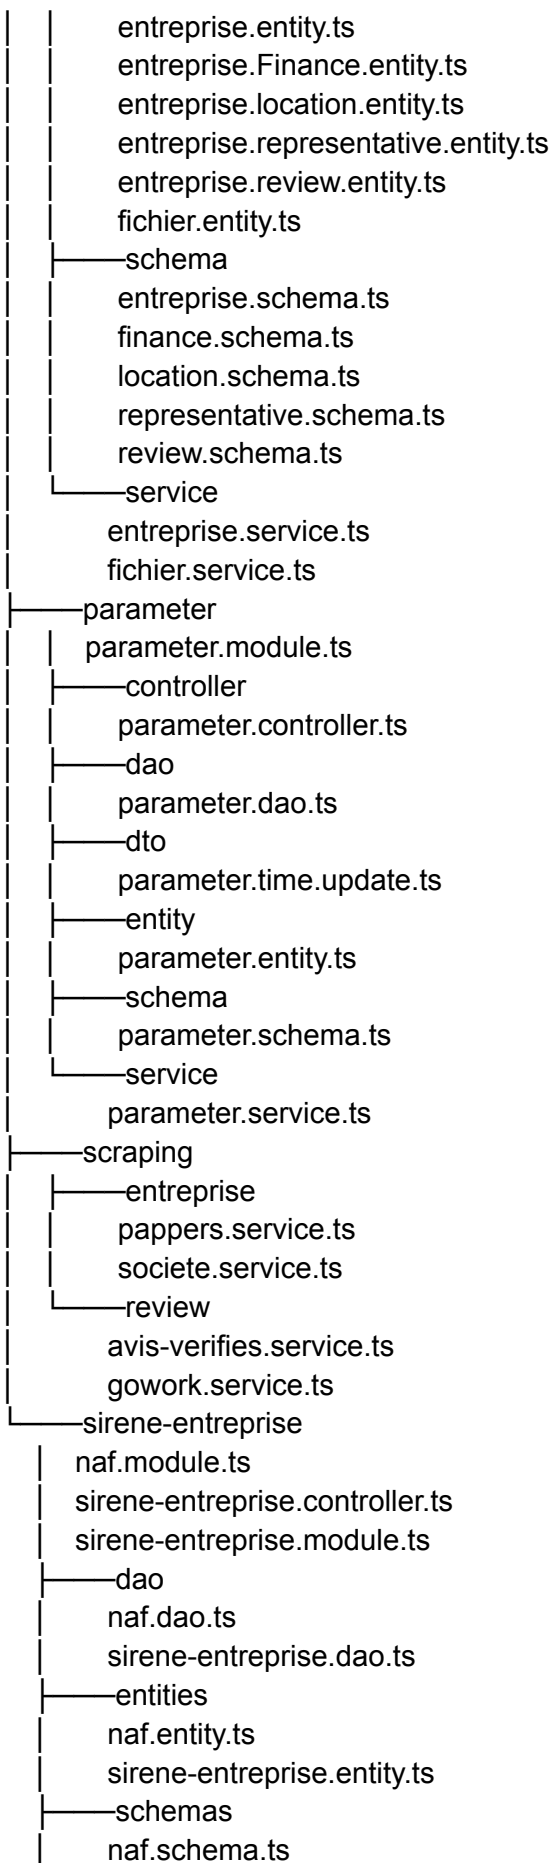 │   │       entreprise.entity.ts
│   │       entreprise.Finance.entity.ts
│   │       entreprise.location.entity.ts
│   │       entreprise.representative.entity.ts
│   │       entreprise.review.entity.ts
│   │       fichier.entity.ts
│   ├────schema
│   │       entreprise.schema.ts
│   │       finance.schema.ts
│   │       location.schema.ts
│   │       representative.schema.ts
│   │       review.schema.ts
│   └────service
│           entreprise.service.ts
│           fichier.service.ts
├────parameter
│   │   parameter.module.ts
│   ├────controller
│   │       parameter.controller.ts
│   ├────dao
│   │       parameter.dao.ts
│   ├────dto
│   │       parameter.time.update.ts
│   ├────entity
│   │       parameter.entity.ts
│   ├────schema
│   │       parameter.schema.ts
│   └────service
│           parameter.service.ts
├────scraping
│   ├────entreprise
│   │       pappers.service.ts
│   │       societe.service.ts
│   └────review
│           avis-verifies.service.ts
│           gowork.service.ts
└────sirene-entreprise
    │   naf.module.ts
    │   sirene-entreprise.controller.ts
    │   sirene-entreprise.module.ts
    ├────dao
    │       naf.dao.ts
    │       sirene-entreprise.dao.ts
    ├────entities
    │       naf.entity.ts
    │       sirene-entreprise.entity.ts
    ├────schemas
    │       naf.schema.ts